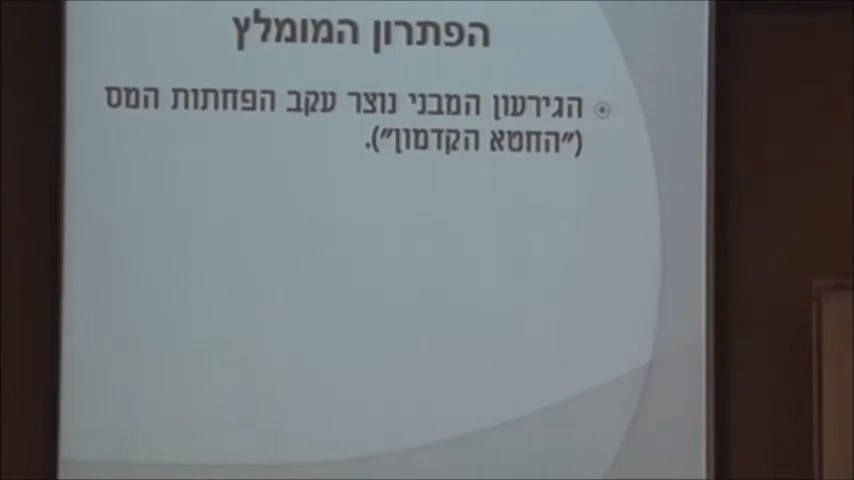 הפתרון המומלץ
הגירעון המבני נוצר עקב הפחתות המס
("החטא הקדמון").